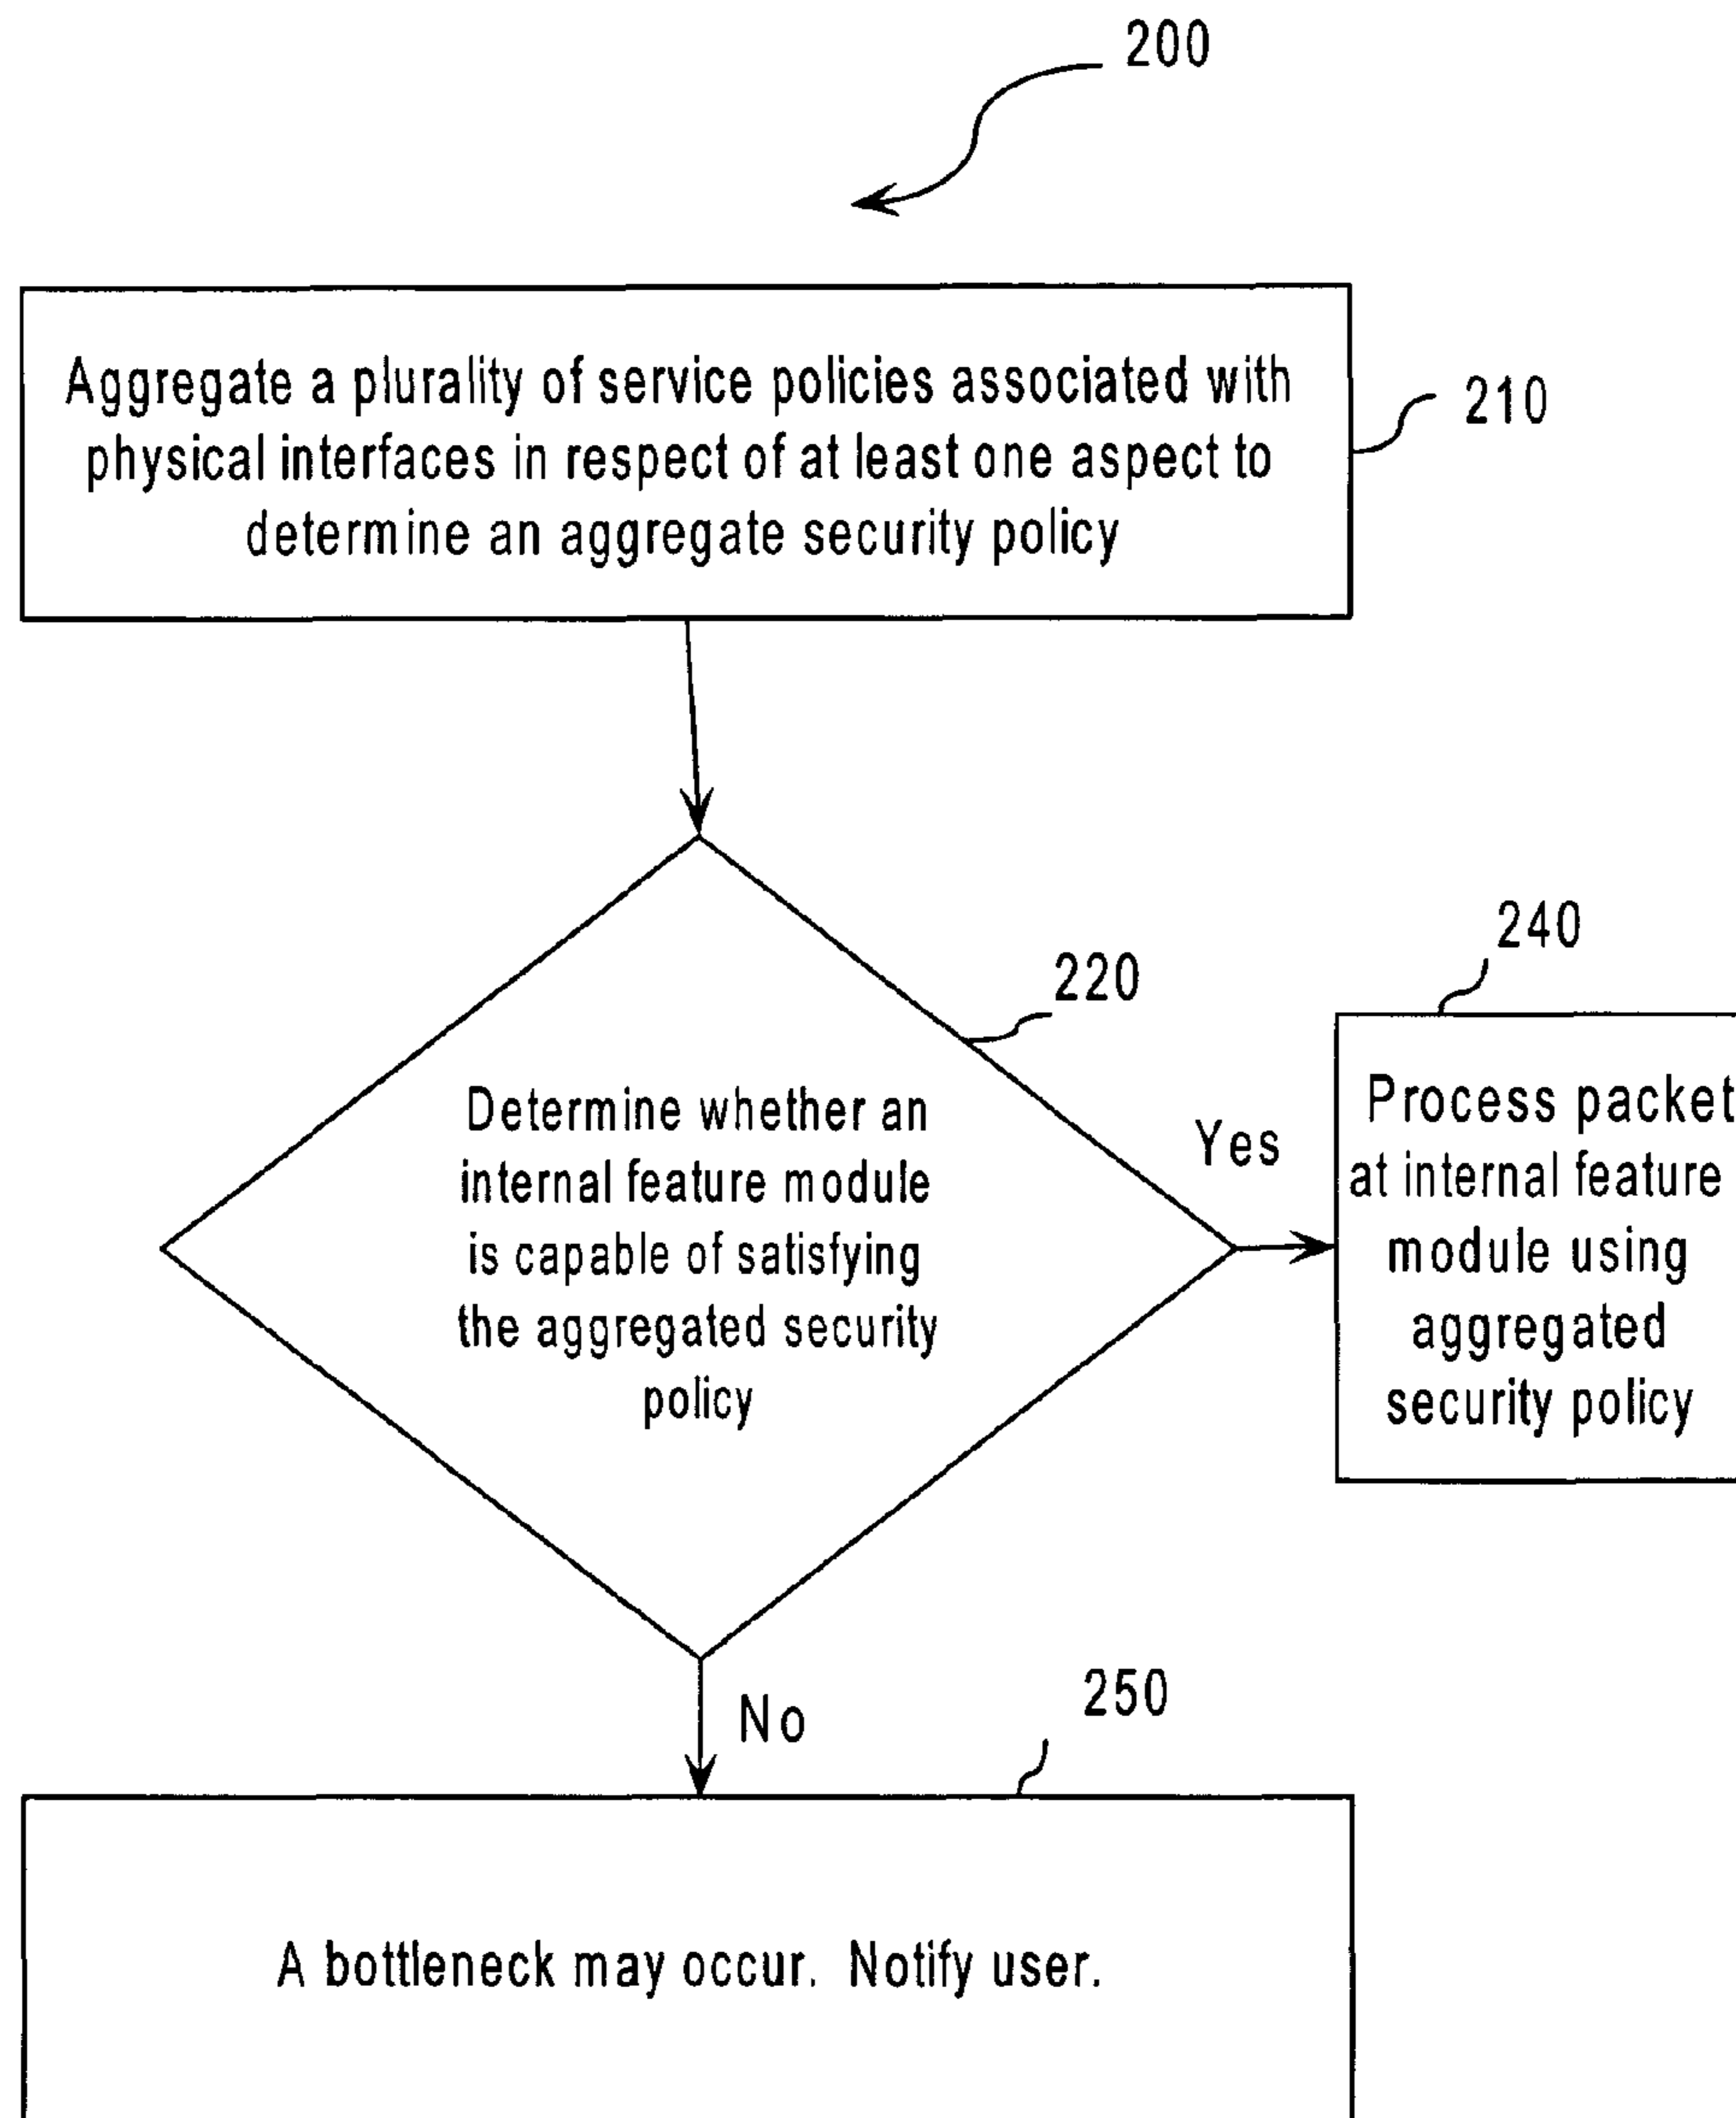 200
Aggregate a plurality of service policies associated with
physical interfaces in respect of at least one aspect to
determine an aggregate security policy
210
220
Determine whether an
internal feature module
is capable of satisfying
the aggregated security
policy
Yes
240
Process packet
at internal feature
module using
aggregated
security policy
No
250
A bottleneck may occur. Notify user.